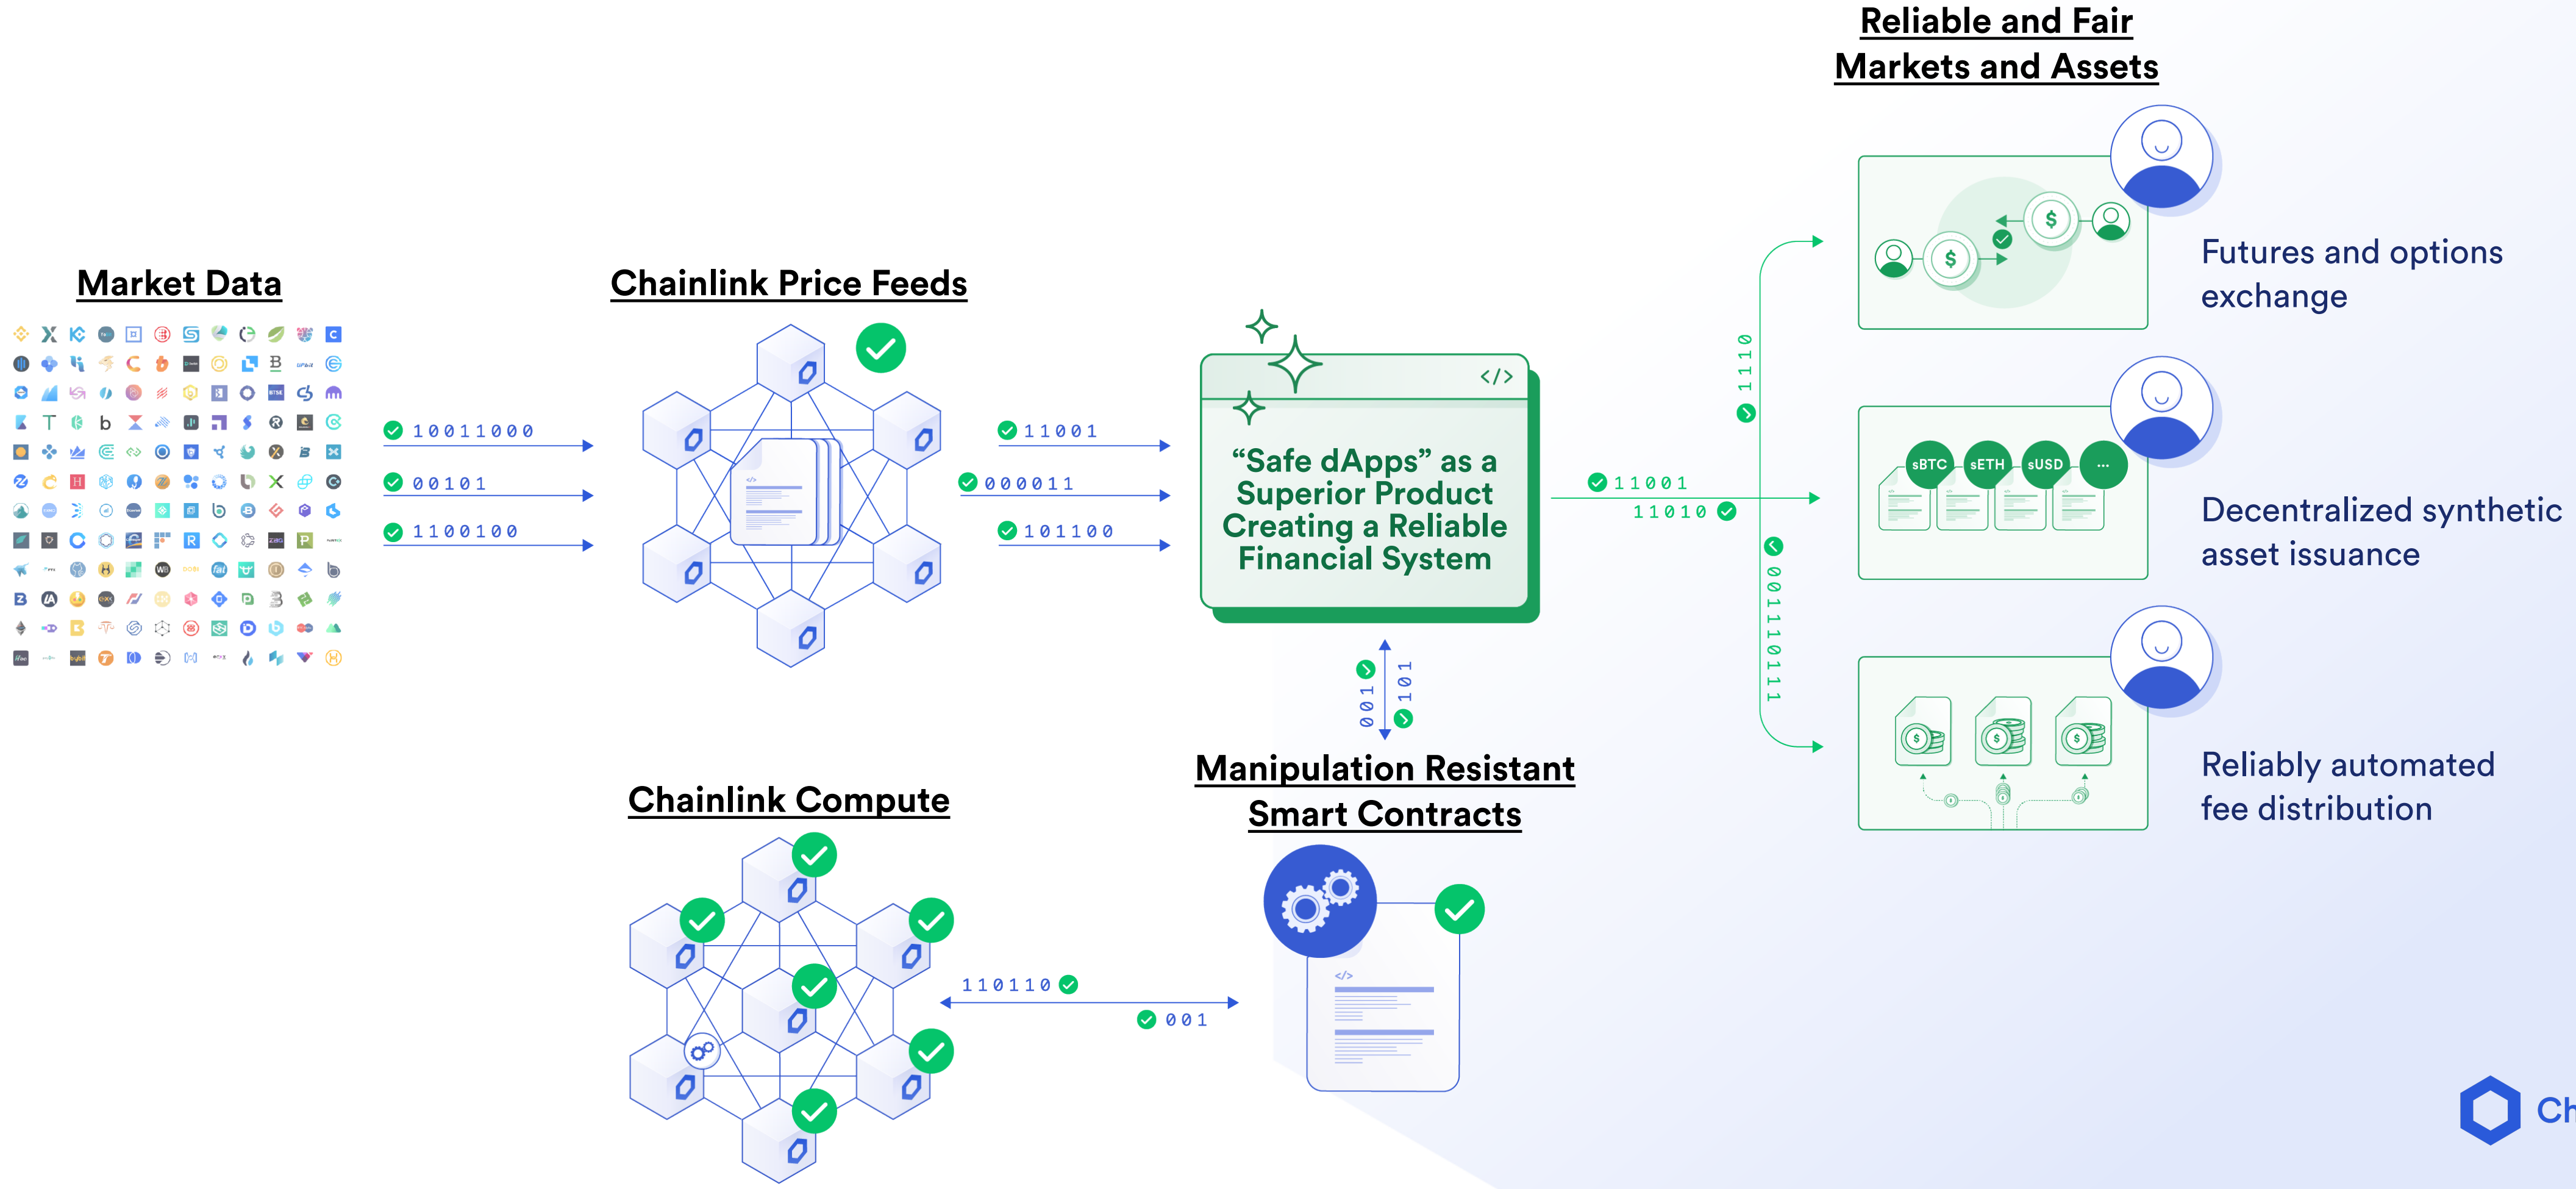 Reliable and Fair
Markets and Assets
Market Data
Chainlink Price Feeds
10011000
00101
1100100
11001
000011
101100
</>
“Safe dApps” as a
Superior Product
Creating a Reliable
Financial System
11001
11010
1110
0001110111
$
$
Futures and options
exchange
sBTC
sETH
sUSD
...
Decentralized synthetic
asset issuance
$
$
$
Reliably automated
fee distribution
001
101
Chainlink Compute
Manipulation Resistant
Smart Contracts
110110
001
</>
Ch